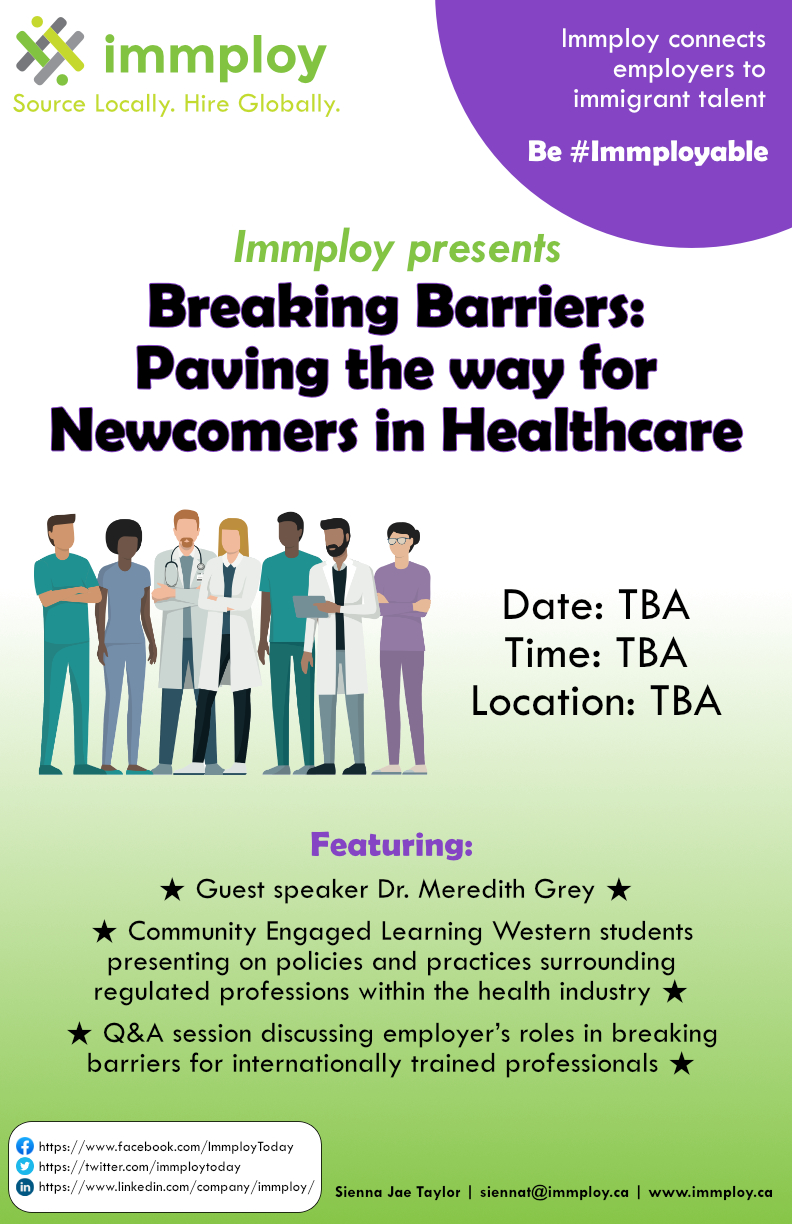 immploy
Source Locally. Hire Globally.
Immploy connects
employers to
immigrant talent
Be #Immployable
Immploy presents
Breaking Barriers:
Paving the way for
Newcomers in Healthcare
Date: TBA
Time: TBA
Location: TBA
Featuring:
★ Guest speaker Dr. Meredith Grey ★
★ Community Engaged Learning Western students
presenting on policies and practices surrounding
regulated professions within the health industry ★
★ Q&A session discussing employer’s roles in breaking
barriers for internationally trained professionals ★
https://www.facebook.com/ImmployToday
https://twitter.com/immploytoday
https://www.linkedin.com/company/immploy/
Sienna Jae Taylor | siennat@immploy.ca | www.immploy.ca